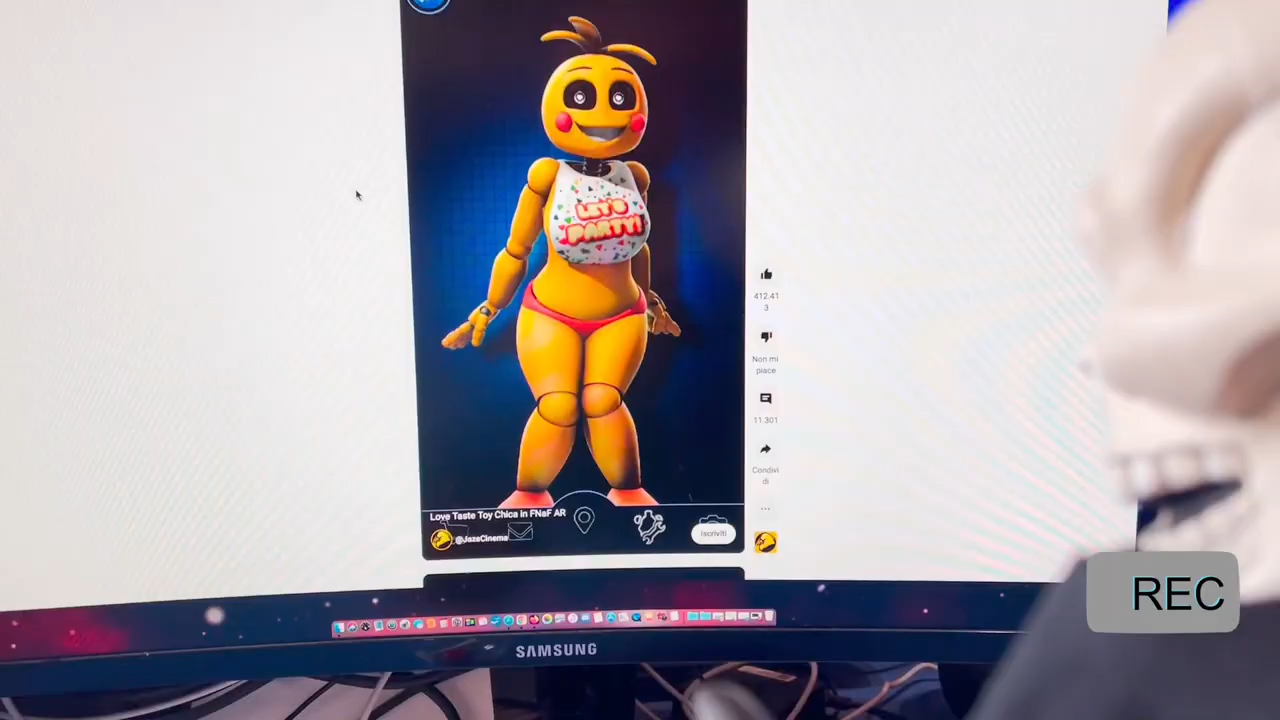 LET'S
PARTY!
412.41
3
Non mi
piace
11.301
Condivi
di
...
Love Taste Toy Chica in FNaF AR
@JazeCinema
Iscriviti
SAMSUNG
REC